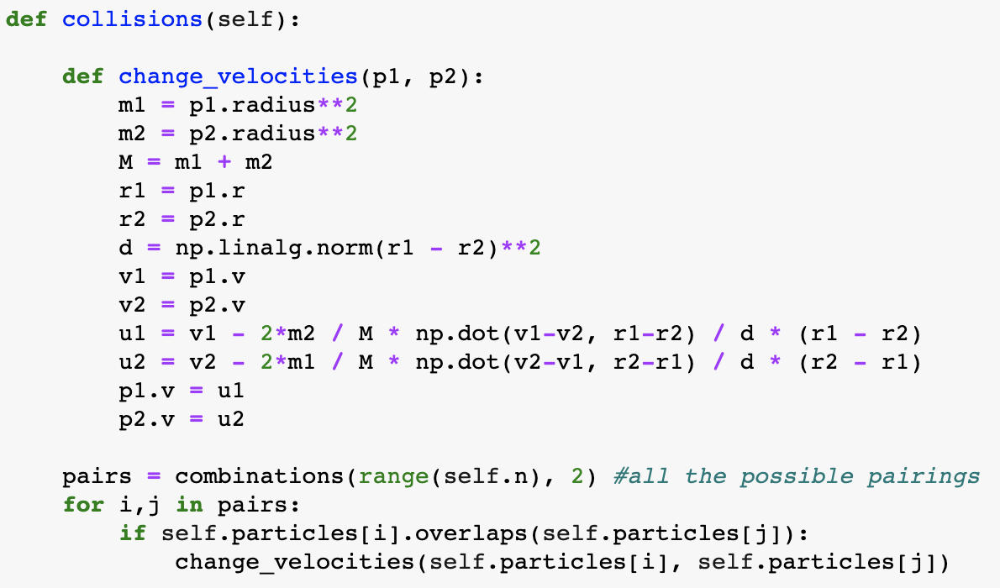 def collisions(self):
    def change_velocities(p1, p2):
        m1 = p1.radius**2
        m2 = p2.radius**2
        M = m1 + m2
        r1 = p1.r
        r2 = p2.r
        d = np.linalg.norm(r1 - r2)**2
        v1 = p1.v
        v2 = p2.v
        u1 = v1 - 2*m2 / M * np.dot(v1-v2, r1-r2) / d * (r1 - r2)
        u2 = v2 - 2*m1 / M * np.dot(v2-v1, r2-r1) / d * (r2 - r1)
        p1.v = u1
        p2.v = u2
    pairs = combinations(range(self.n), 2) #all the possible pairings
    for i,j in pairs:
        if self.particles[i].overlaps(self.particles[j]):
            change_velocities(self.particles[i], self.particles[j])